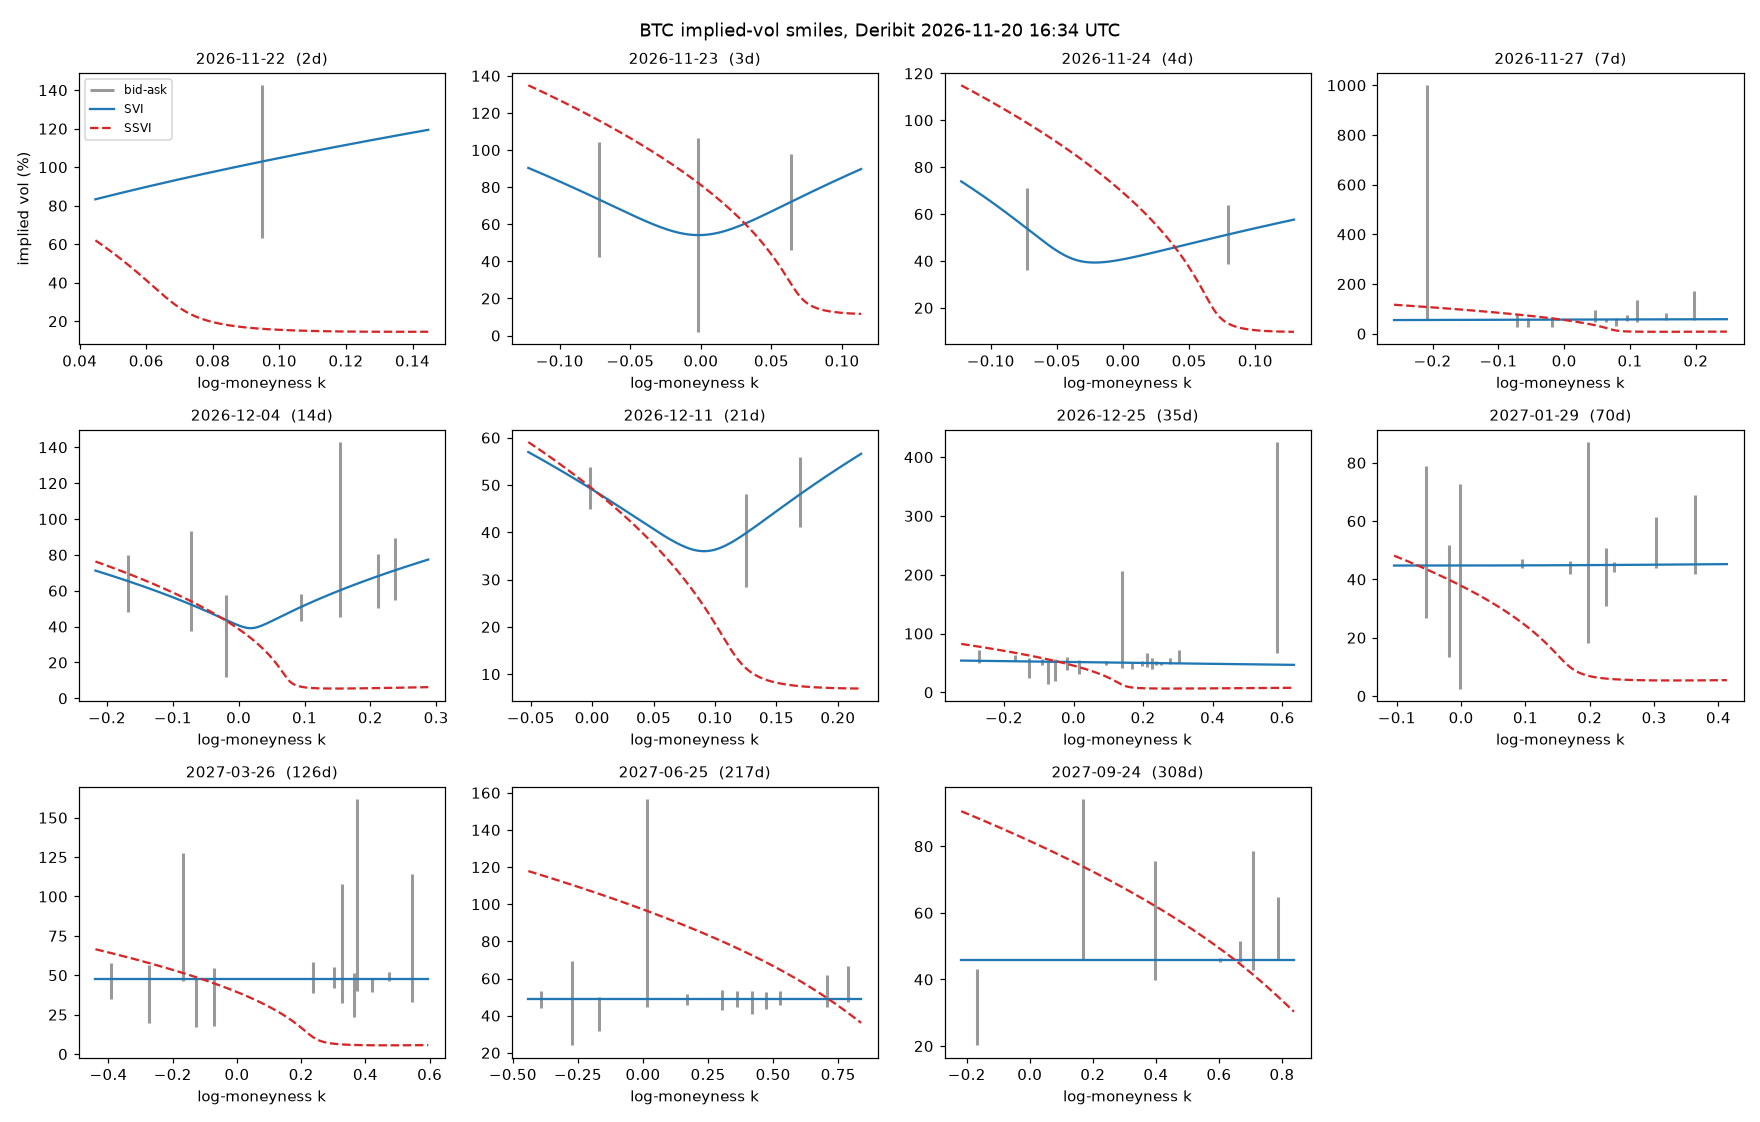 BTC implied-vol smiles, Deribit 2026-11-20 16:34 UTC
2026-11-22 (2d)
2026-11-23 (3d)
2026-11-24 (4d)
2026-11-27 (7d)
bid-ask
SVI
SSVI
implied vol (%)
140
120
100
80
60
40
20
0.04 0.06 0.08 0.10 0.12 0.14
log-moneyness k
140
120
100
80
60
40
20
0
−0.10 −0.05 0.00 0.05 0.10
log-moneyness k
120
100
80
60
40
20
−0.10 −0.05 0.00 0.05 0.10
log-moneyness k
1000
800
600
400
200
0
−0.2 −0.1 0.0 0.1 0.2
log-moneyness k
2026-12-04 (14d)
2026-12-11 (21d)
2026-12-25 (35d)
2027-01-29 (70d)
140
120
100
80
60
40
20
0
−0.2 −0.1 0.0 0.1 0.2 0.3
log-moneyness k
60
50
40
30
20
10
−0.05 0.00 0.05 0.10 0.15 0.20
log-moneyness k
400
300
200
100
0
−0.2 0.0 0.2 0.4 0.6
log-moneyness k
80
60
40
20
0
−0.1 0.0 0.1 0.2 0.3 0.4
log-moneyness k
2027-03-26 (126d)
2027-06-25 (217d)
2027-09-24 (308d)
150
125
100
75
50
25
0
−0.4 −0.2 0.0 0.2 0.4 0.6
log-moneyness k
160
140
120
100
80
60
40
20
−0.50 −0.25 0.00 0.25 0.50 0.75
log-moneyness k
80
60
40
20
−0.2 0.0 0.2 0.4 0.6 0.8
log-moneyness k